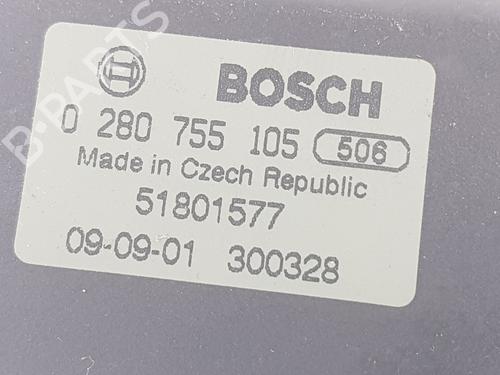 BOSCH
0 280 755 105 506
Made in Czech Republic
51801577
09-09-01 300328
B-PARTS